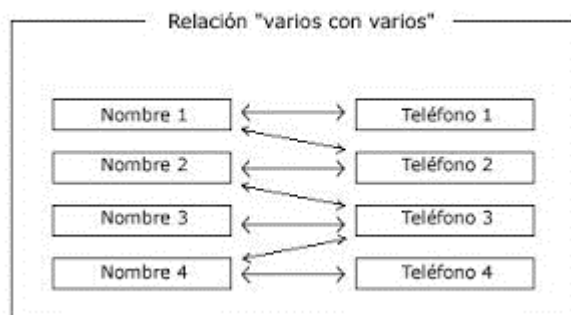 Relación "varios con varios"
Nombre 1
Teléfono 1
Nombre 2
Teléfono 2
Nombre 3
Teléfono 3
Nombre 4
Teléfono 4